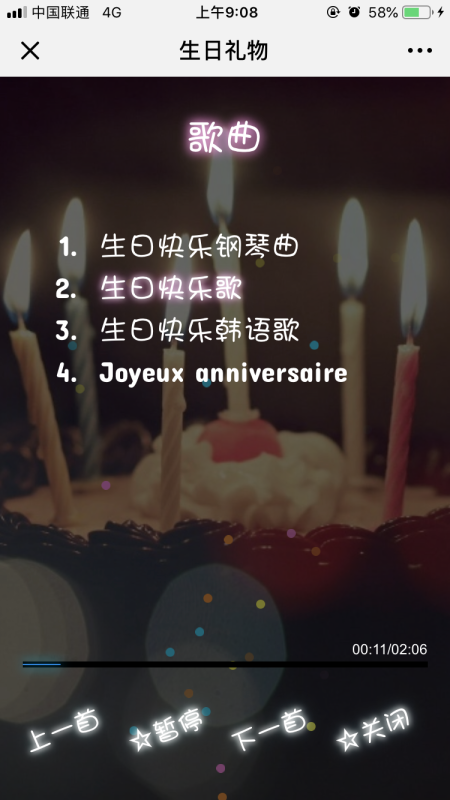 中国联通 4G 上午9:08 58%
生日礼物
歌曲
1. 生日快乐钢琴曲
2. 生日快乐歌
3. 生日快乐韩语歌
4. Joyeux anniversaire
00:11/02:06
上一首 ☆暂停 下一首 ☆关闭